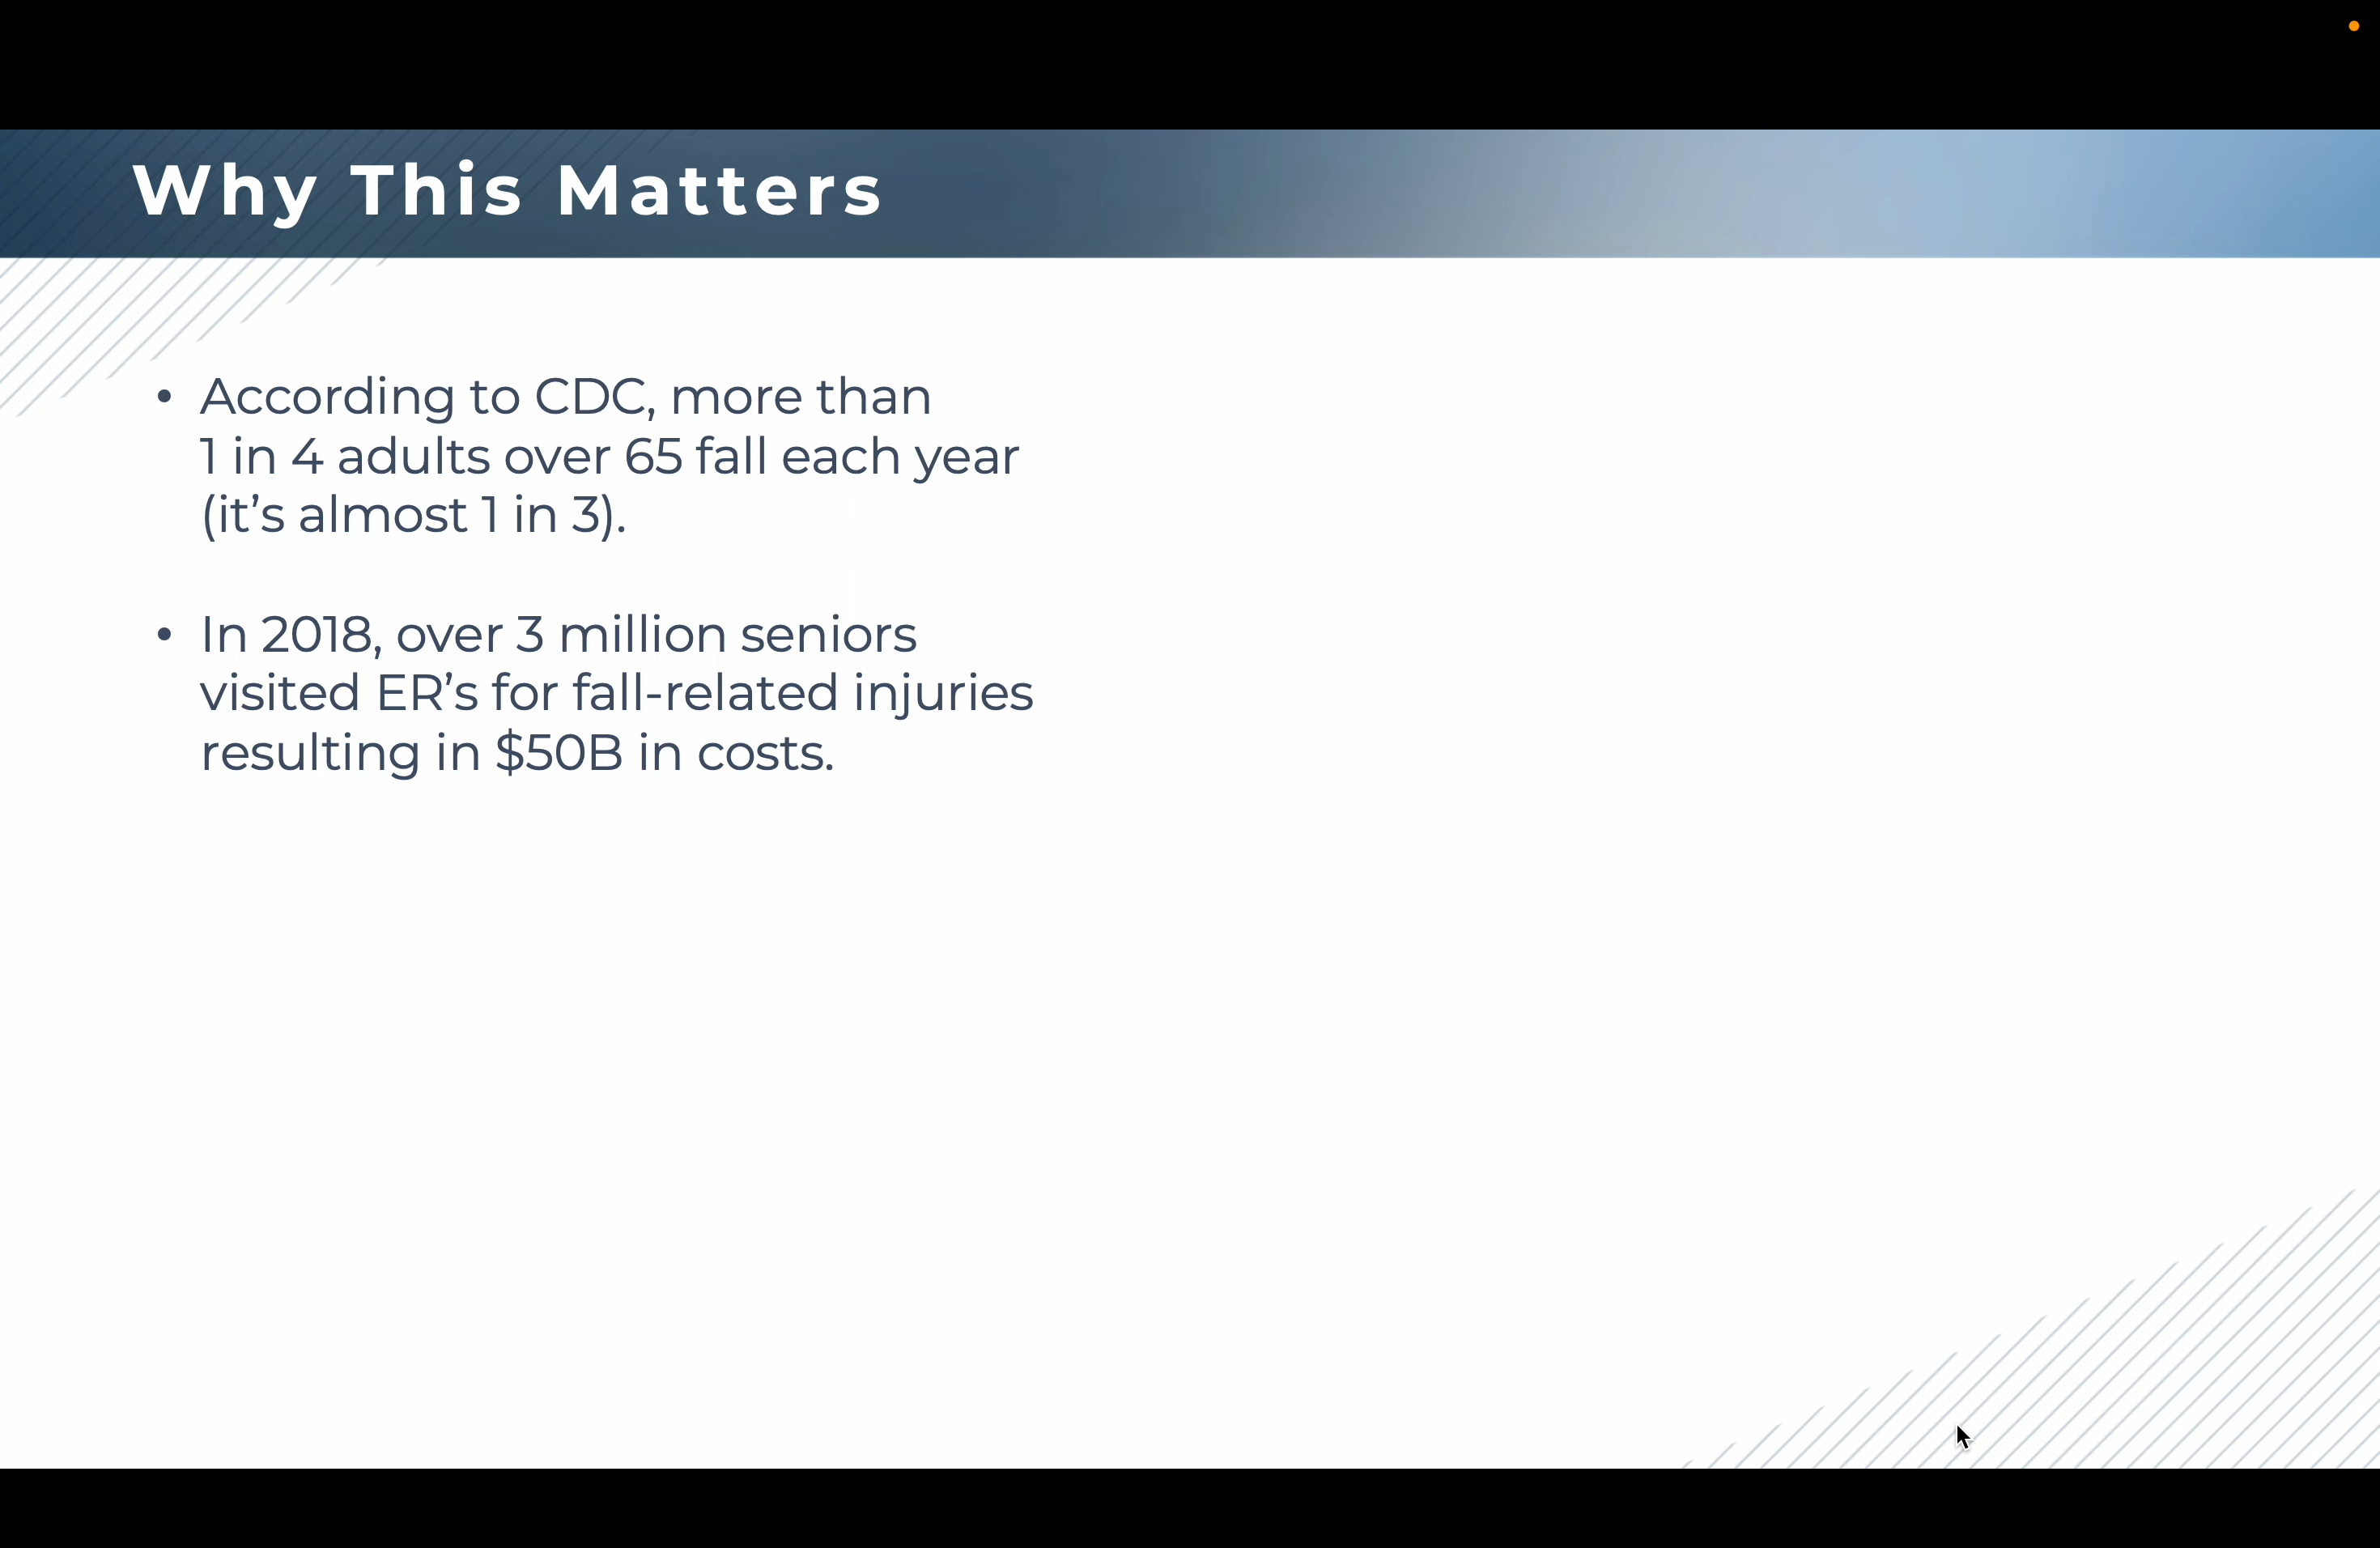 Why This Matters
• According to CDC, more than
1 in 4 adults over 65 fall each year
(it’s almost 1 in 3).
• In 2018, over 3 million seniors
visited ER’s for fall-related injuries
resulting in $50B in costs.